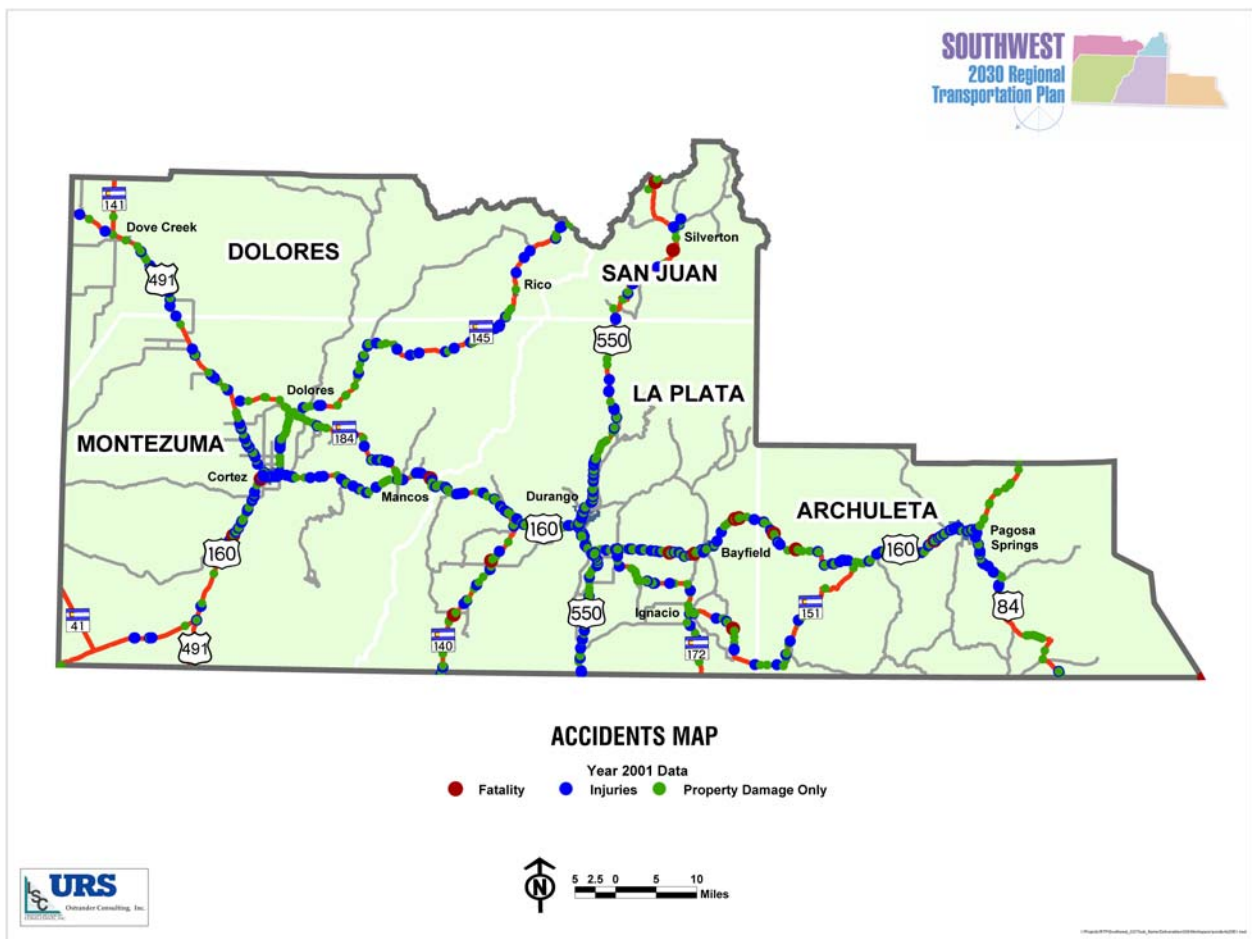 SOUTHWEST
2030 Regional
Transportation Plan
141
Dove Creek
DOLORES
SAN JUAN
Silverton
491
Rico
145
550
Dolores
LA PLATA
184
MONTEZUMA
Cortez
Mancos
Durango
160
ARCHULETA
160
Pagosa
Springs
160
Bayfield
41
491
140
550
Ignacio
172
151
84
ACCIDENTS MAP
Year 2001 Data
Fatality Injuries Property Damage Only
LSC
URS
Ostrander Consulting, Inc.
N
5 2.5 0 5 10
Miles